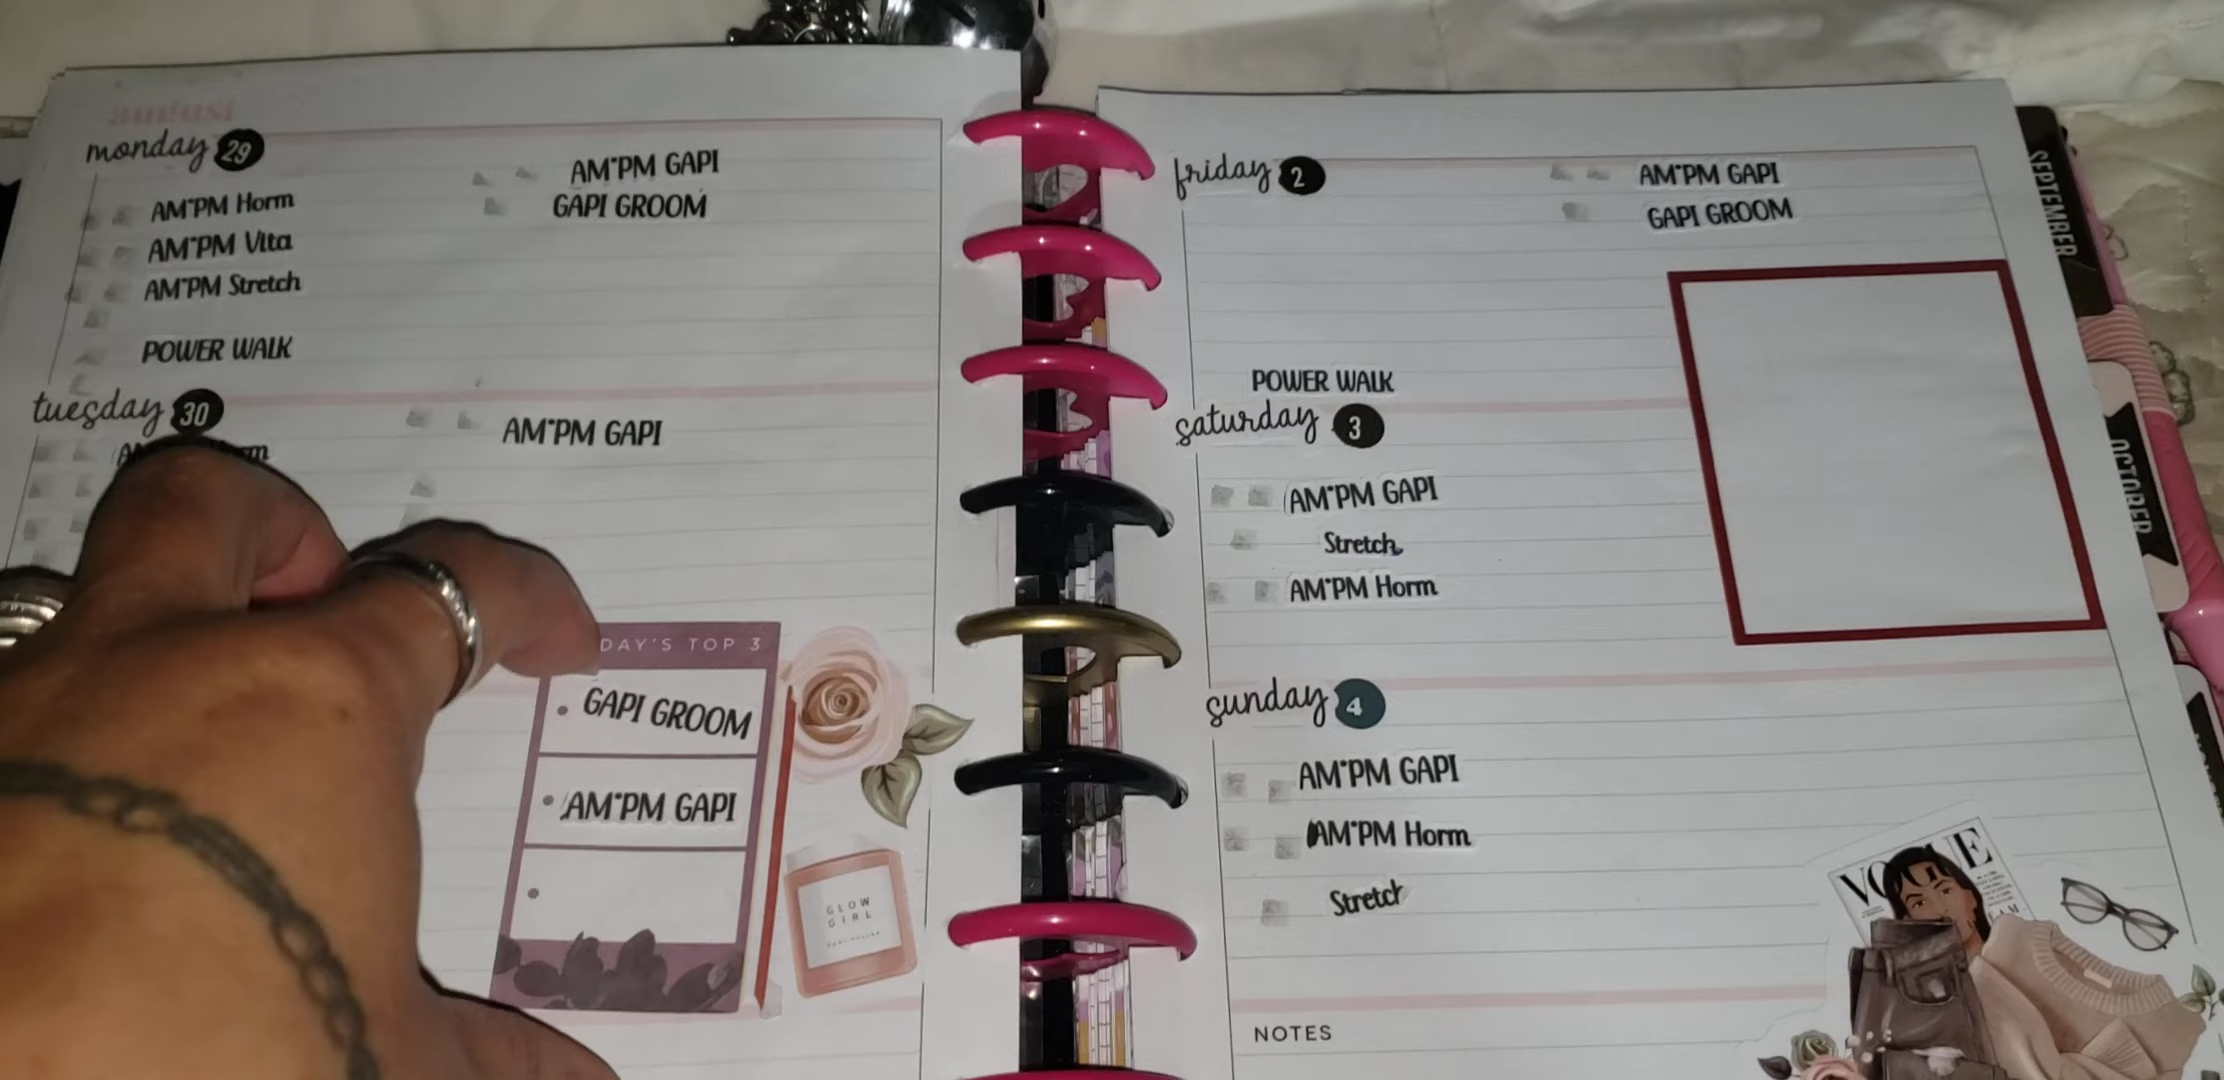 august
monday 29
AM*PM Horm
AM*PM Vita
AM*PM Stretch
POWER WALK
AM*PM GAPI
GAPI GROOM
tuesday 30
AM*PM GAPI
DAY'S TOP 3
GAPI GROOM
AM*PM GAPI
GLOW
GIRL
friday 2
AM*PM GAPI
GAPI GROOM
POWER WALK
saturday 3
AM*PM GAPI
Stretch
AM*PM Horm
sunday 4
AM*PM GAPI
AM*PM Horm
Stretch
NOTES
VOGUE
SEPTEMBER
OCTOBER